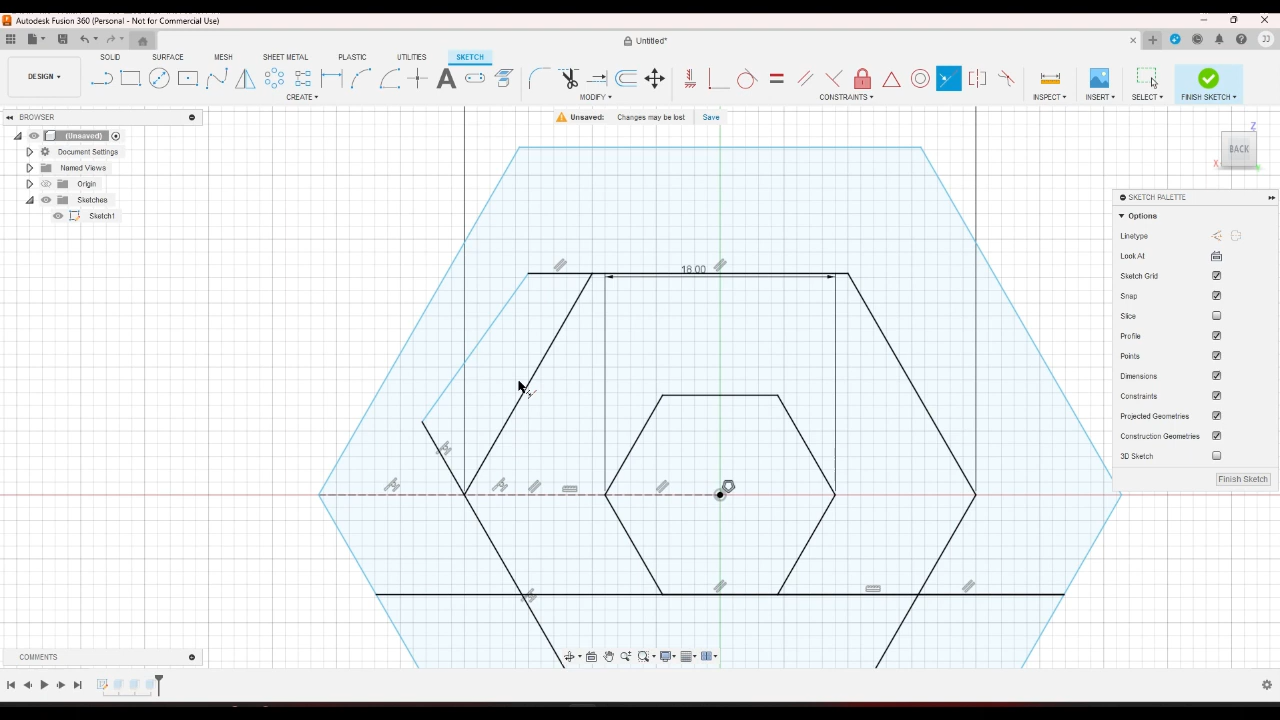 Autodesk Fusion 360 (Personal - Not for Commercial Use)
Untitled*
JJ
SOLID SURFACE MESH SHEET METAL PLASTIC UTILITIES SKETCH
DESIGN
CREATE MODIFY CONSTRAINTS INSPECT INSERT SELECT FINISH SKETCH
BROWSER
Unsaved: Changes may be lost Save
(Unsaved)
Document Settings
Named Views
Origin
Sketches
Sketch1
Z
BACK
X
SKETCH PALETTE
Options
Linetype
Look At
Sketch Grid
Snap
Slice
Profile
Points
Dimensions
Constraints
Projected Geometries
Construction Geometries
3D Sketch
Finish Sketch
18.00
COMMENTS